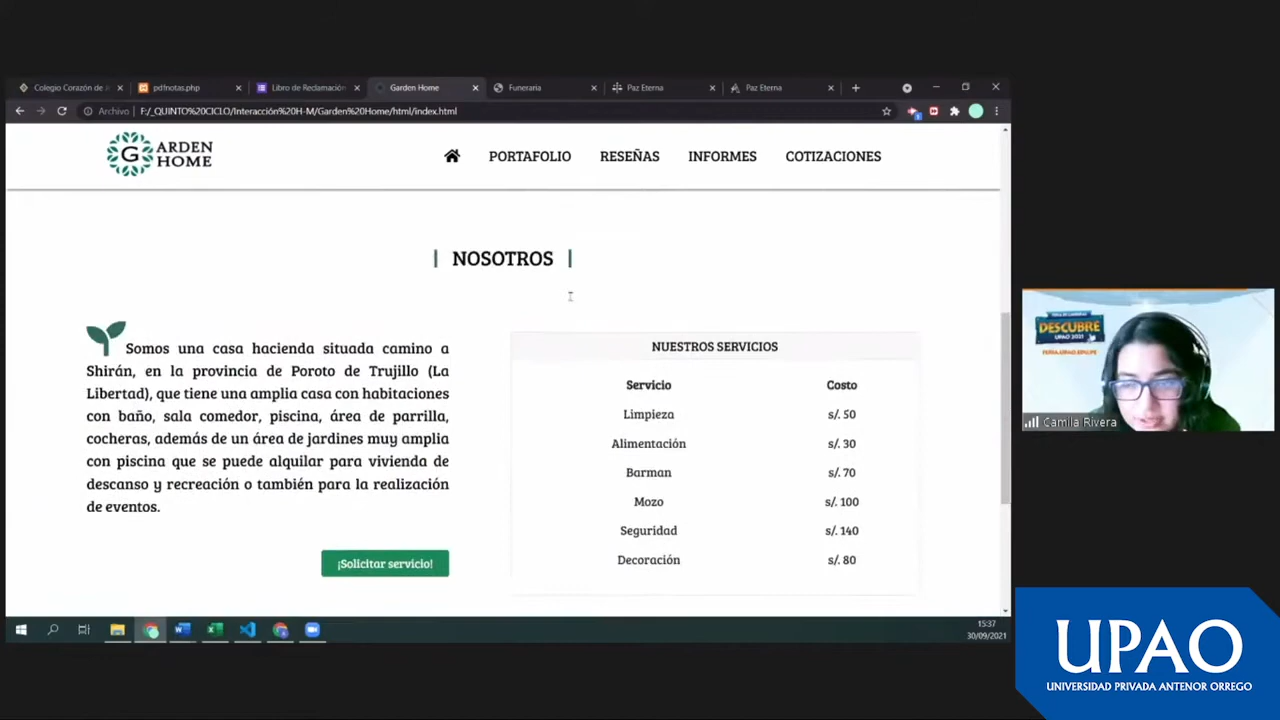 Colegio Corazón de
pdfnotas.php
Libro de Reclamación
Garden Home
Funeraria
Paz Eterna
Paz Eterna
Archivo
F:/_QUINTO%20CICLO/Interacción%20H-M/Garden%20Home/html/index.html
G ARDEN
HOME
PORTAFOLIO
RESEÑAS
INFORMES
COTIZACIONES
| NOSOTROS |
Somos una casa hacienda situada camino a
Shirán, en la provincia de Poroto de Trujillo (La
Libertad), que tiene una amplia casa con habitaciones
con baño, sala comedor, piscina, área de parrilla,
cocheras, además de un área de jardines muy amplia
con piscina que se puede alquilar para vivienda de
descanso y recreación o también para la realización
de eventos.
¡Solicitar servicio!
NUESTROS SERVICIOS
Servicio Costo
Limpieza s/. 50
Alimentación s/. 30
Barman s/. 70
Mozo s/. 100
Seguridad s/. 140
Decoración s/. 80
15:37
30/09/2021
DESCUBRE
UPAO 2021
Camila Rivera
UPAO
UNIVERSIDAD PRIVADA ANTENOR ORREGO